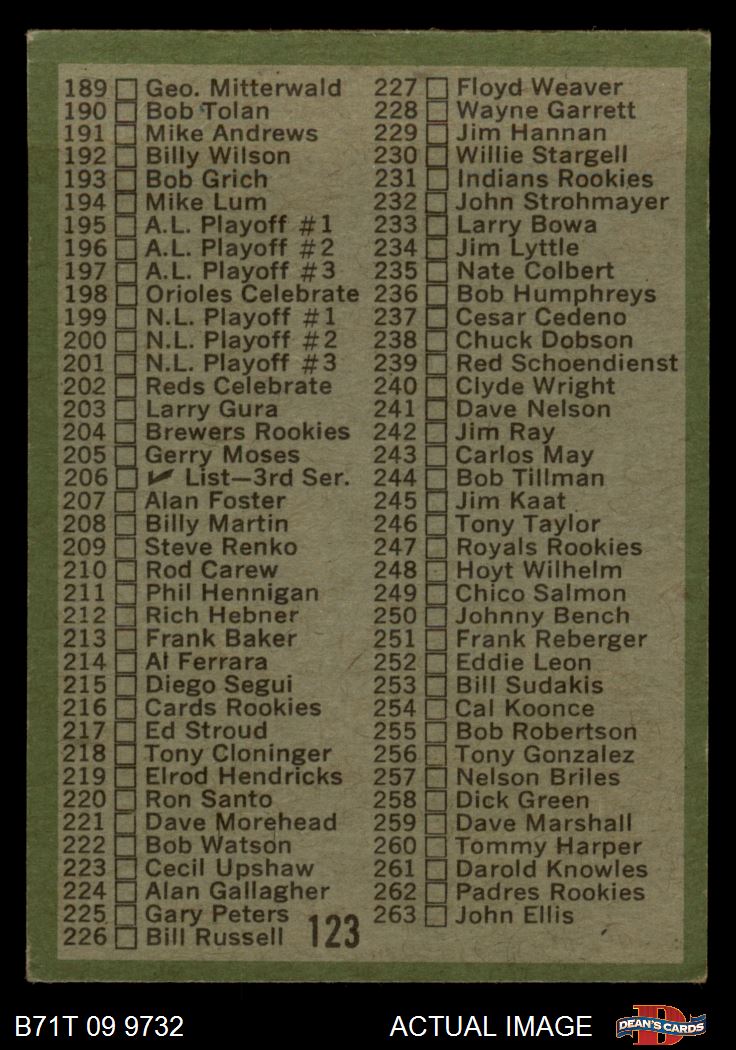 189 Geo. Mitterwald
190 Bob Tolan
191 Mike Andrews
192 Billy Wilson
193 Bob Grich
194 Mike Lum
195 A.L. Playoff #1
196 A.L. Playoff #2
197 A.L. Playoff #3
198 Orioles Celebrate
199 N.L. Playoff #1
200 N.L. Playoff #2
201 N.L. Playoff #3
202 Reds Celebrate
203 Larry Gura
204 Brewers Rookies
205 Gerry Moses
206 ✔ List—3rd Ser.
207 Alan Foster
208 Billy Martin
209 Steve Renko
210 Rod Carew
211 Phil Hennigan
212 Rich Hebner
213 Frank Baker
214 Al Ferrara
215 Diego Segui
216 Cards Rookies
217 Ed Stroud
218 Tony Cloninger
219 Elrod Hendricks
220 Ron Santo
221 Dave Morehead
222 Bob Watson
223 Cecil Upshaw
224 Alan Gallagher
225 Gary Peters
226 Bill Russell
227 Floyd Weaver
228 Wayne Garrett
229 Jim Hannan
230 Willie Stargell
231 Indians Rookies
232 John Strohmayer
233 Larry Bowa
234 Jim Lyttle
235 Nate Colbert
236 Bob Humphreys
237 Cesar Cedeno
238 Chuck Dobson
239 Red Schoendienst
240 Clyde Wright
241 Dave Nelson
242 Jim Ray
243 Carlos May
244 Bob Tillman
245 Jim Kaat
246 Tony Taylor
247 Royals Rookies
248 Hoyt Wilhelm
249 Chico Salmon
250 Johnny Bench
251 Frank Reberger
252 Eddie Leon
253 Bill Sudakis
254 Cal Koonce
255 Bob Robertson
256 Tony Gonzalez
257 Nelson Briles
258 Dick Green
259 Dave Marshall
260 Tommy Harper
261 Darold Knowles
262 Padres Rookies
263 John Ellis
123
B71T 09 9732
ACTUAL IMAGE
D
DEAN'S CARDS